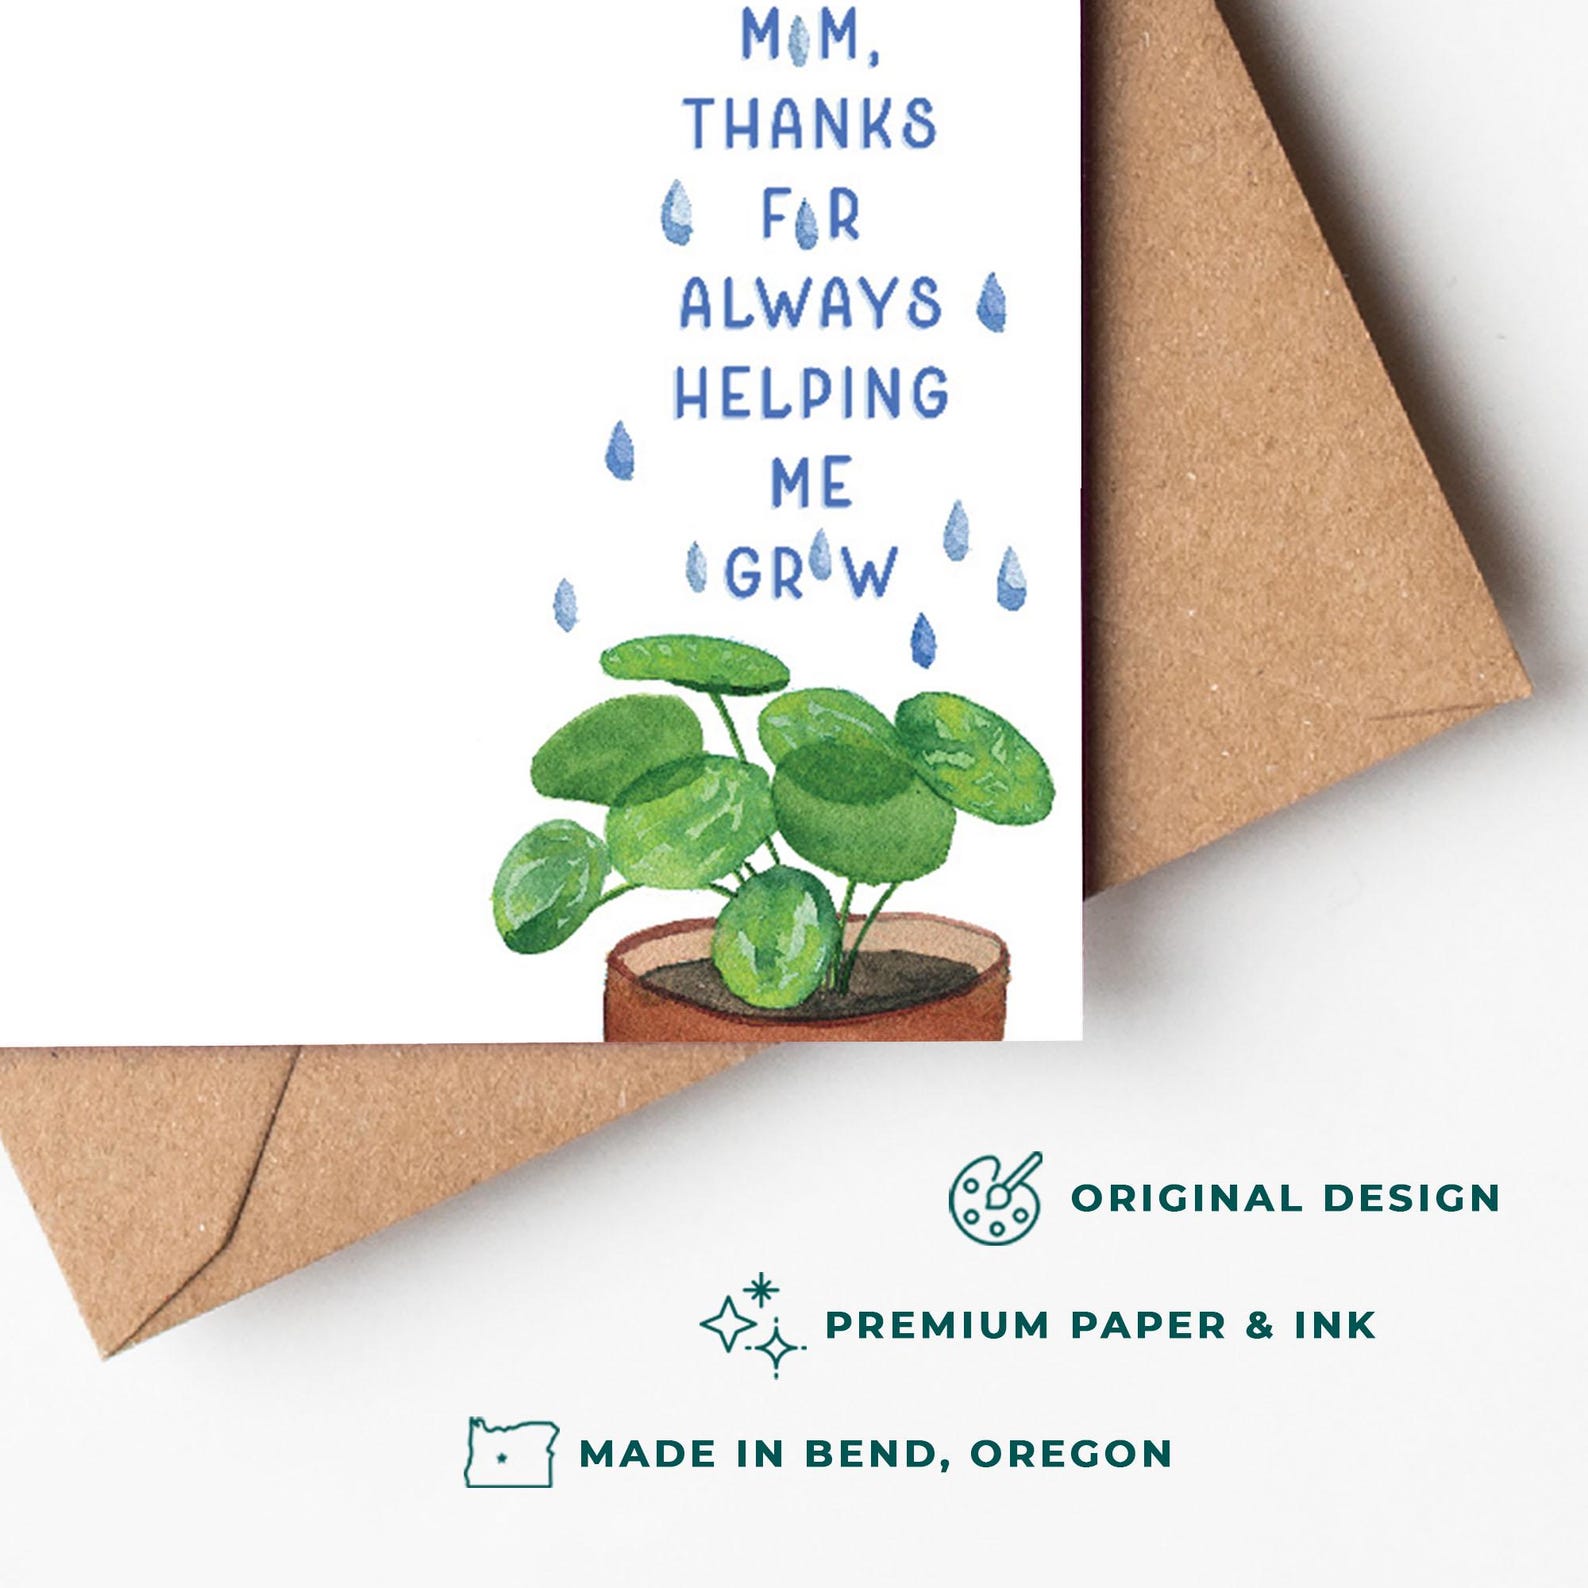 MOM,
THANKS
FOR
ALWAYS
HELPING
ME
GROW
ORIGINAL DESIGN
PREMIUM PAPER & INK
MADE IN BEND, OREGON